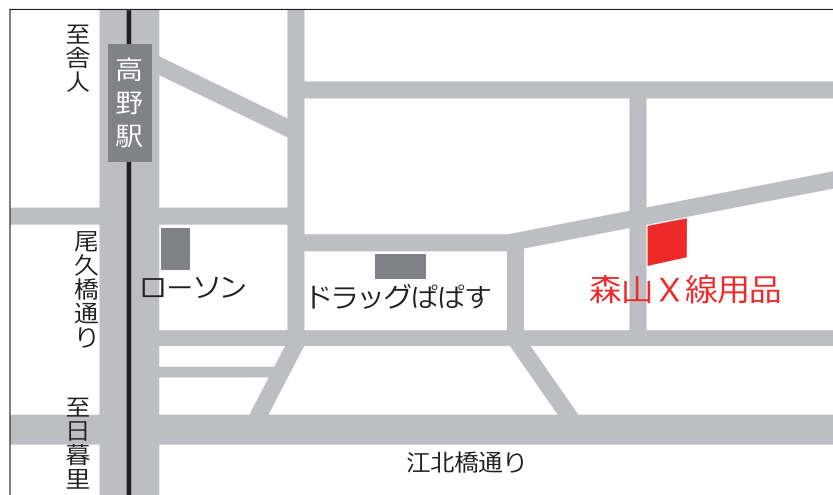 至舎人
高野駅
尾久橋通り
ローソン
ドラッグぱぱす
森山X線用品
至日暮里
江北橋通り